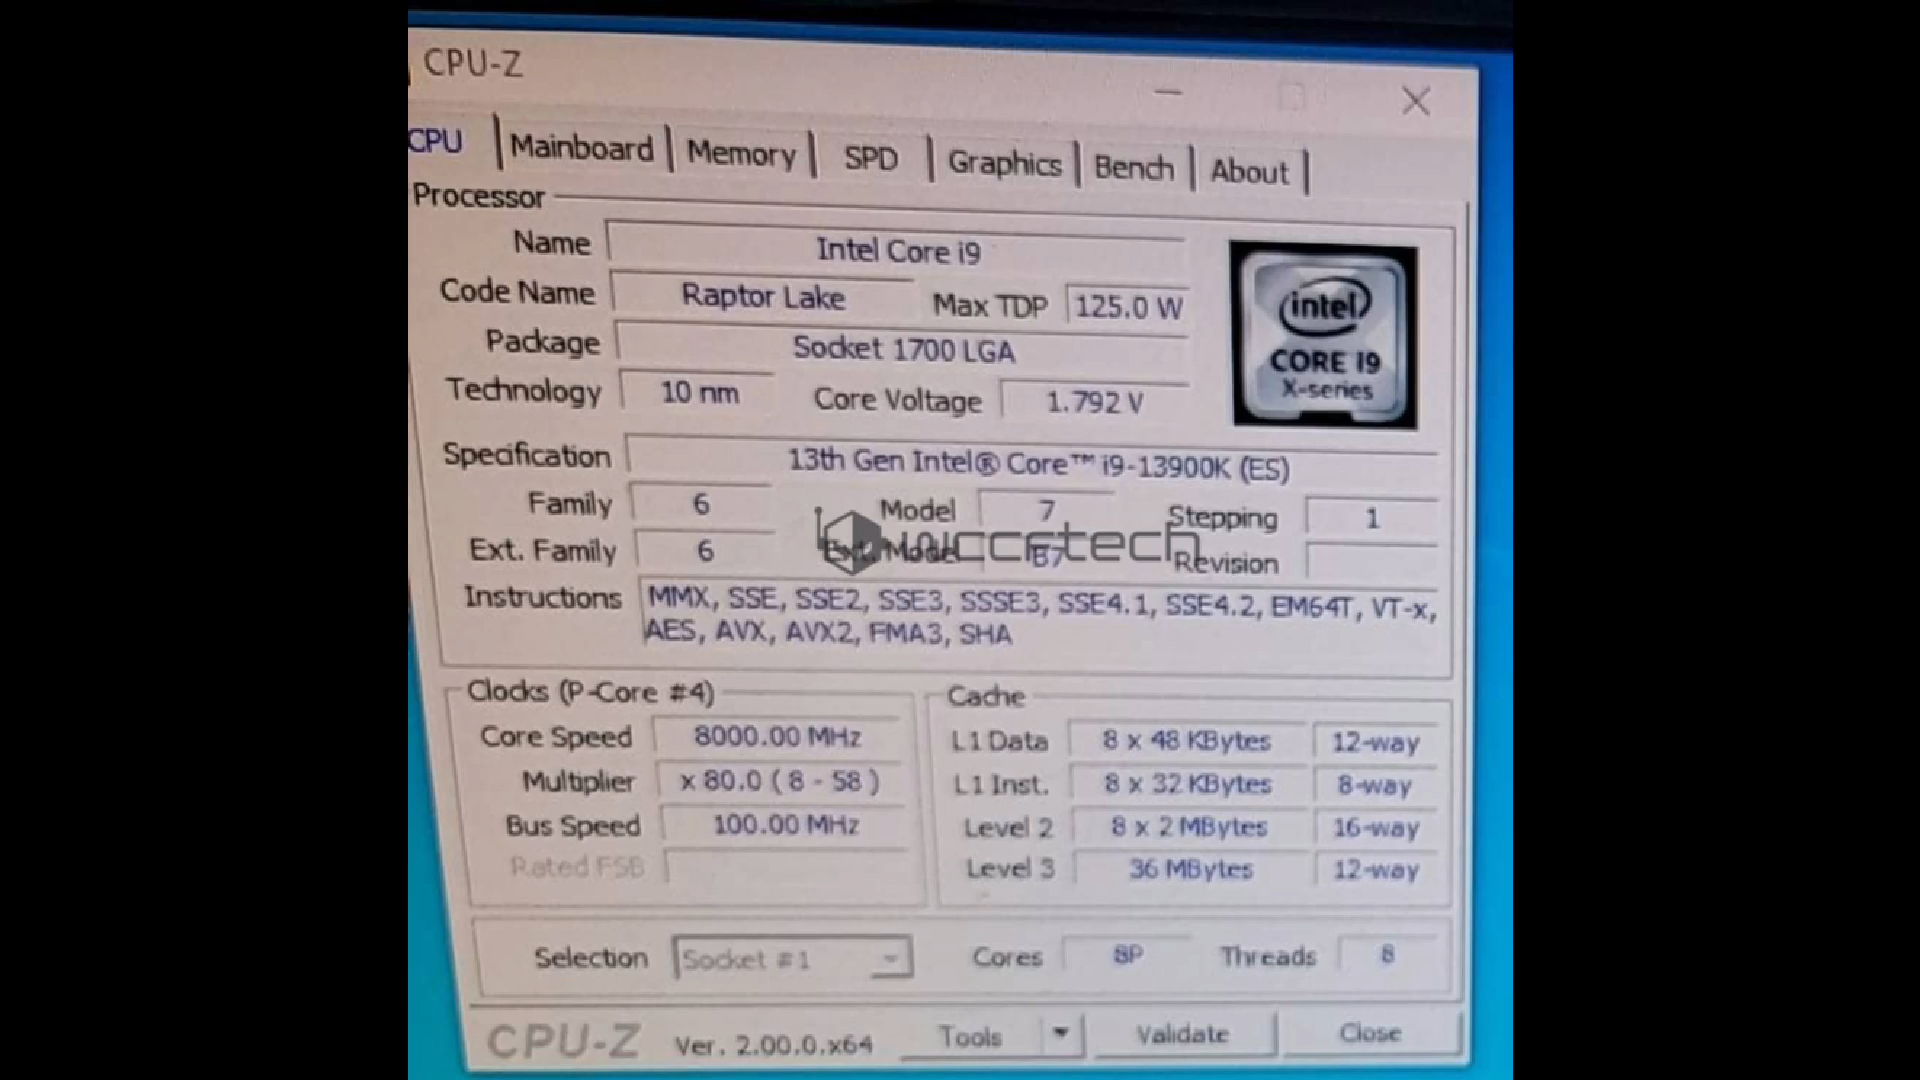 CPU-Z
CPU Mainboard Memory SPD Graphics Bench About
Processor
Name Intel Core i9
Code Name Raptor Lake Max TDP 125.0 W
Package Socket 1700 LGA
Technology 10 nm Core Voltage 1.792 V
intel
CORE i9
X-series
Specification 13th Gen Intel® Core™ i9-13900K (ES)
Family 6 Model 7 Stepping 1
Ext. Family 6 Ext. Model B7 Revision
wccftech
Instructions MMX, SSE, SSE2, SSE3, SSSE3, SSE4.1, SSE4.2, EM64T, VT-x,
AES, AVX, AVX2, FMA3, SHA
Clocks (P-Core #4)
Core Speed 8000.00 MHz
Multiplier x 80.0 ( 8 - 58 )
Bus Speed 100.00 MHz
Rated FSB
Cache
L1 Data 8 x 48 KBytes 12-way
L1 Inst. 8 x 32 KBytes 8-way
Level 2 8 x 2 MBytes 16-way
Level 3 36 MBytes 12-way
Selection Socket #1 Cores 8P Threads 8
CPU-Z Ver. 2.00.0.x64 Tools Validate Close